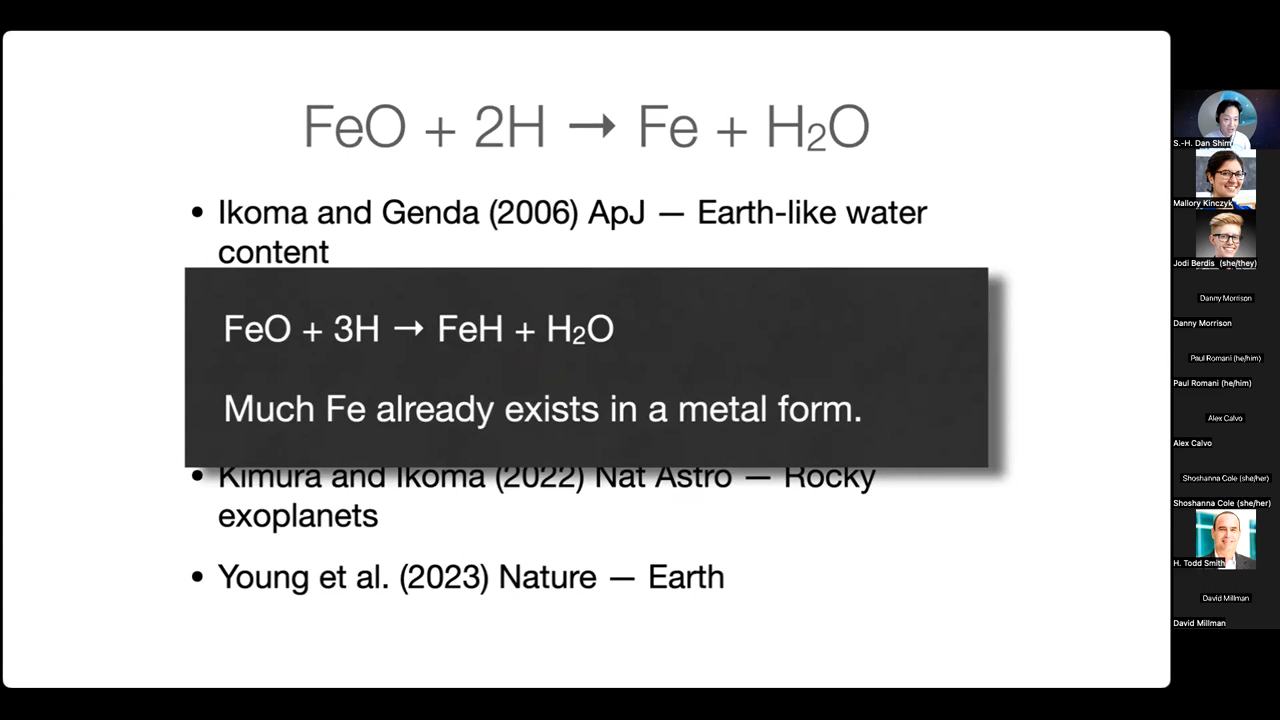 FeO + 2H → Fe + H₂O
• Ikoma and Genda (2006) ApJ — Earth-like water
content
FeO + 3H → FeH + H₂O
Much Fe already exists in a metal form.
• Kimura and Ikoma (2022) Nat Astro — Rocky
exoplanets
• Young et al. (2023) Nature — Earth
S.-H. Dan Shim
Mallory Kinczyk
Jodi Berdis (she/they)
Danny Morrison
Danny Morrison
Paul Romani (he/him)
Paul Romani (he/him)
Alex Calvo
Alex Calvo
Shoshanna Cole (she/her)
Shoshanna Cole (she/her)
H. Todd Smith
David Millman
David Millman